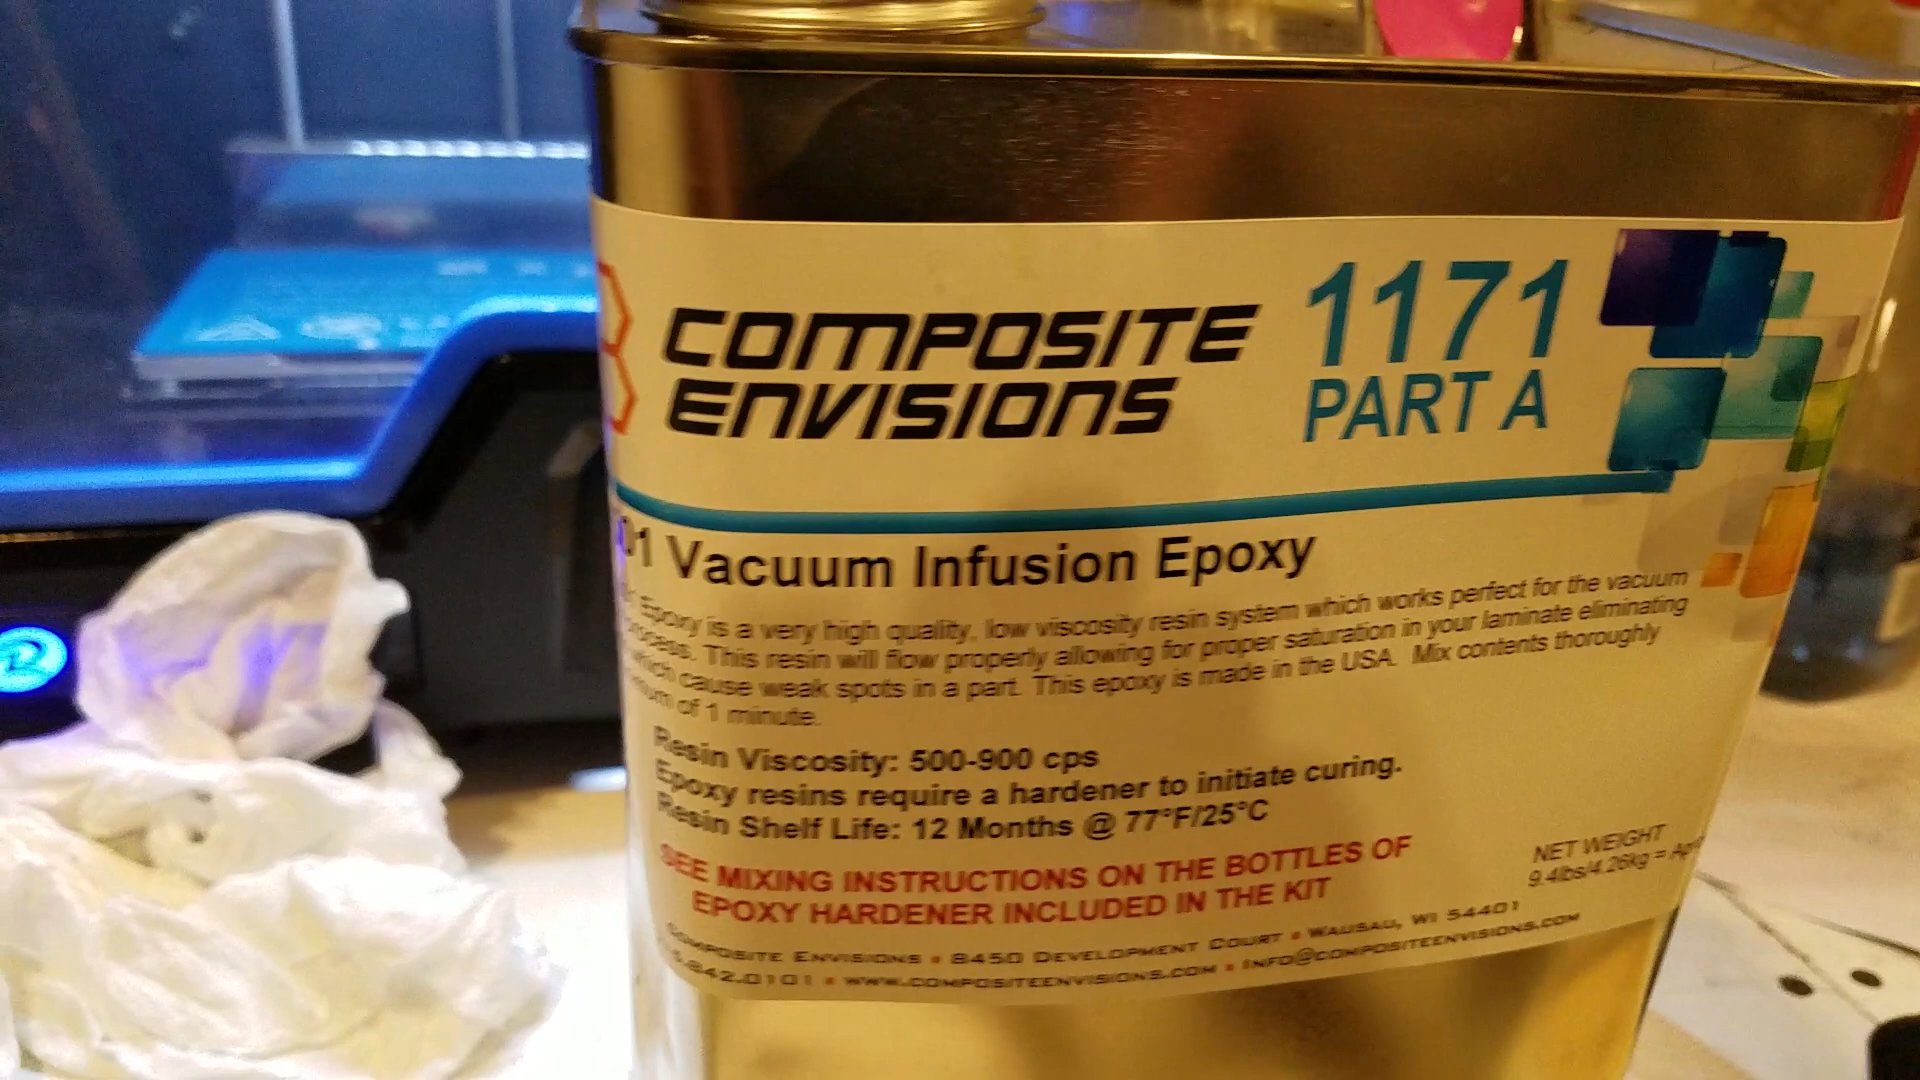 COMPOSITE
ENVISIONS
1171
PART A
01 Vacuum Infusion Epoxy
Epoxy is a very high quality, low viscosity resin system which works perfect for the vacuum
process. This resin will flow properly allowing for proper saturation in your laminate eliminating
which cause weak spots in a part. This epoxy is made in the USA. Mix contents thoroughly
of 1 minute.
Resin Viscosity: 500-900 cps
Epoxy resins require a hardener to initiate curing.
Resin Shelf Life: 12 Months @ 77°F/25°C
SEE MIXING INSTRUCTIONS ON THE BOTTLES OF
EPOXY HARDENER INCLUDED IN THE KIT
NET WEIGHT
9.4lbs/4.26kg =
COMPOSITE ENVISIONS • 8450 DEVELOPMENT COURT • WAUSAU, WI 54401
.842.0101 • WWW.COMPOSITEENVISIONS.COM • INFO@COMPOSITEENVISIONS.COM